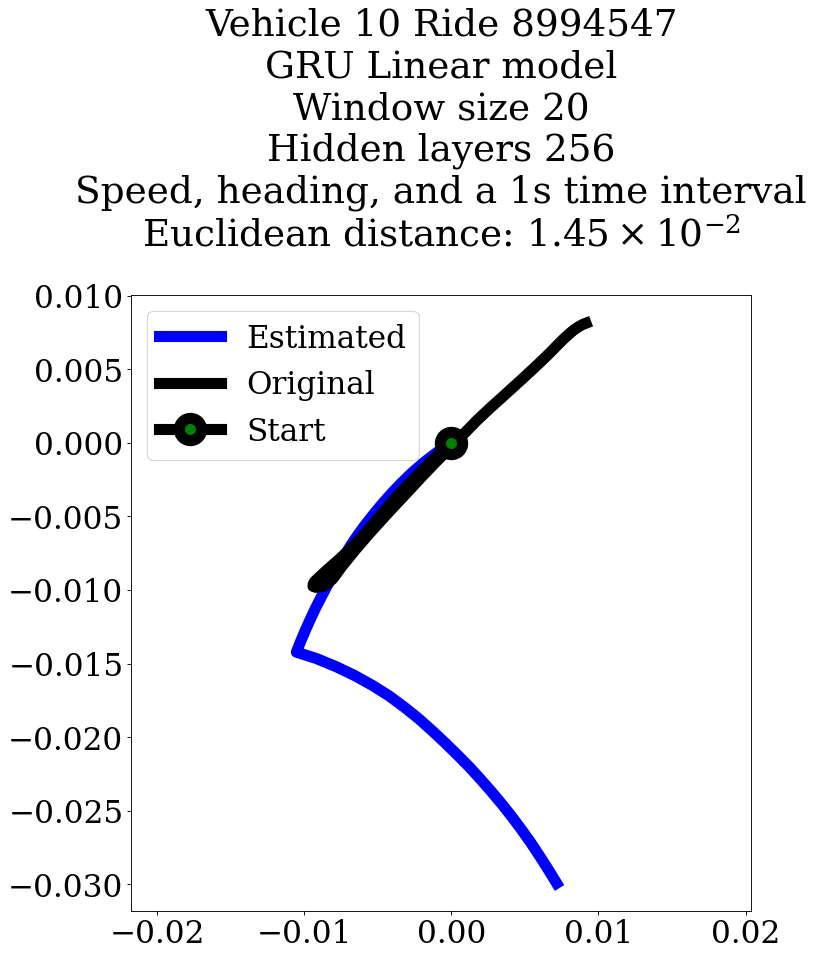 Vehicle 10 Ride 8994547
GRU Linear model
Window size 20
Hidden layers 256
Speed, heading, and a 1s time interval
Euclidean distance: 1.45 × 10⁻²
0.010
0.005
0.000
−0.005
−0.010
−0.015
−0.020
−0.025
−0.030
Estimated
Original
Start
−0.02
−0.01
0.00
0.01
0.02